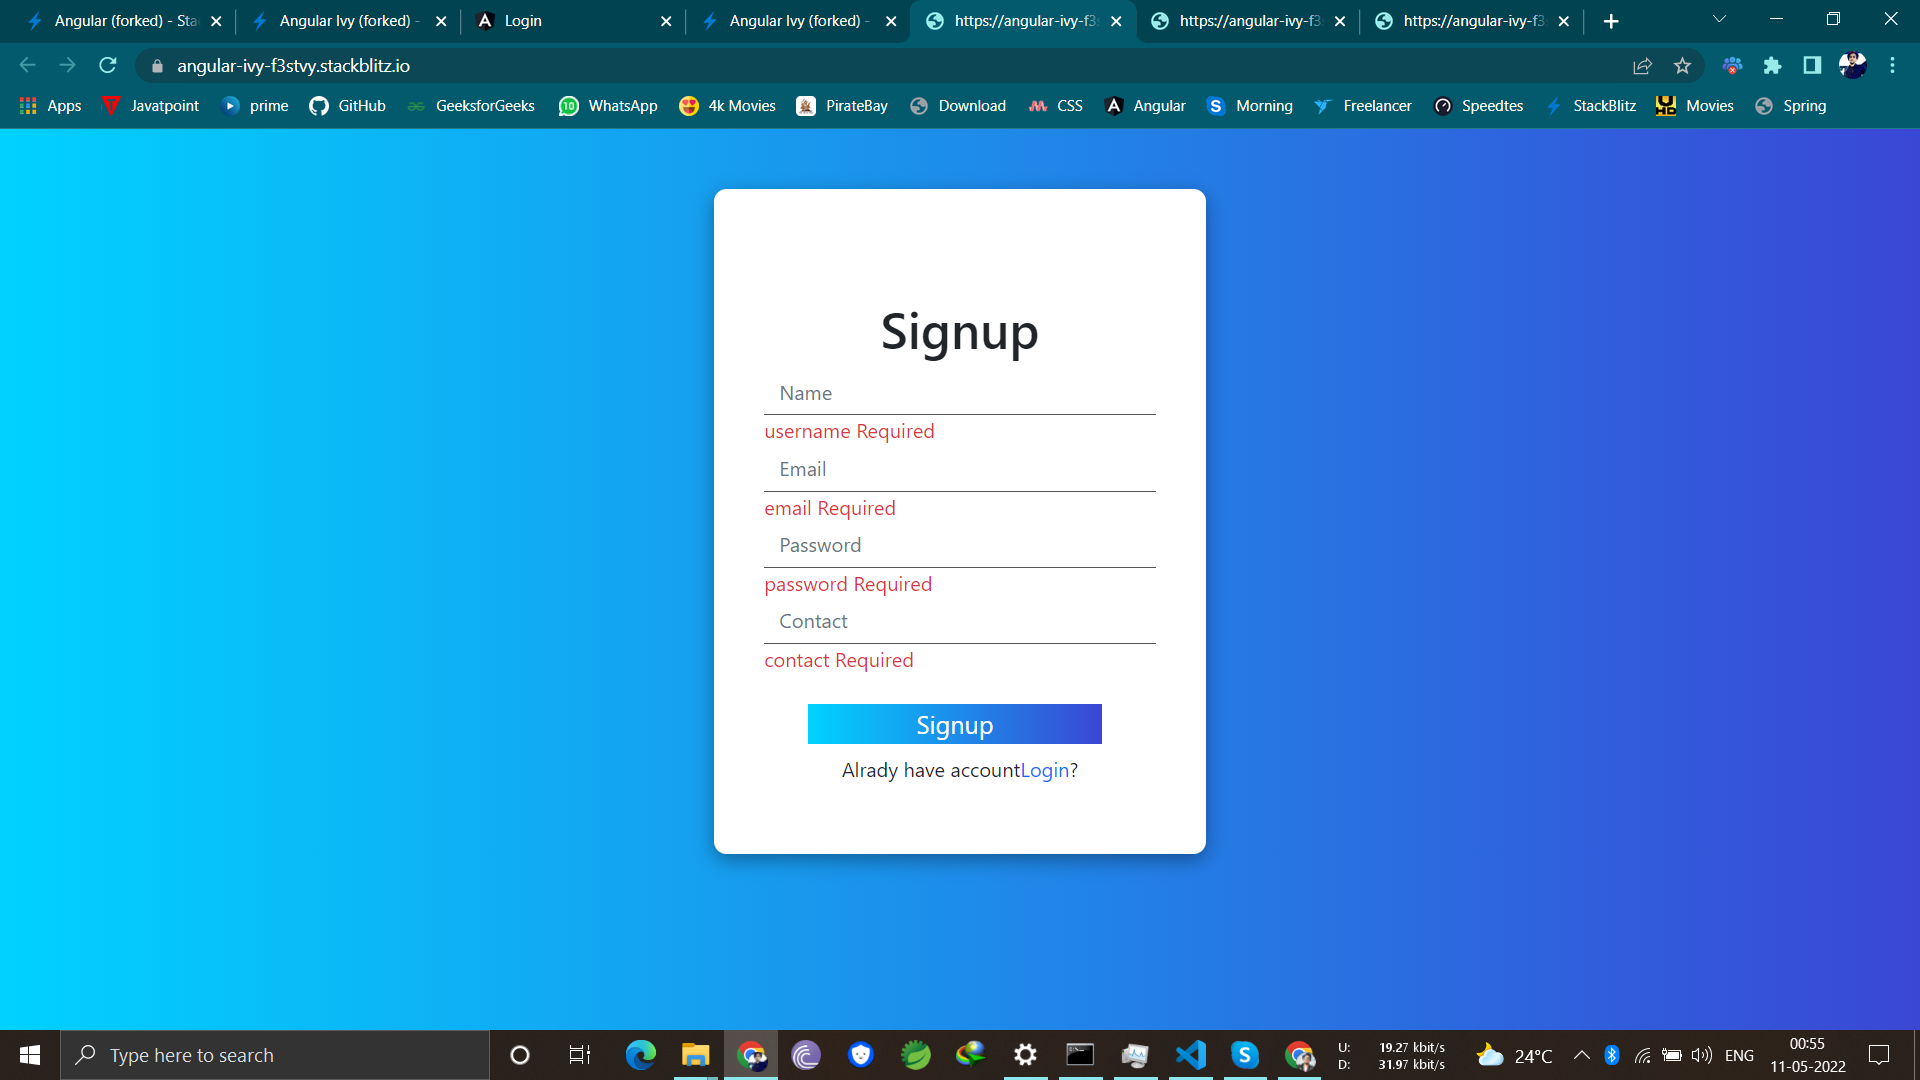 Angular (forked) - Sta
Angular Ivy (forked) -
Login
Angular Ivy (forked) -
https://angular-ivy-f3s
https://angular-ivy-f3s
https://angular-ivy-f3s
angular-ivy-f3stvy.stackblitz.io
Apps
Javatpoint
prime
GitHub
GeeksforGeeks
WhatsApp
4k Movies
PirateBay
Download
CSS
Angular
Morning
Freelancer
Speedtes
StackBlitz
Movies
Spring
Signup
Name
username Required
Email
email Required
Password
password Required
Contact
contact Required
Signup
Alrady have accountLogin?
Type here to search
U: 19.27 kbit/s
D: 31.97 kbit/s
24°C
ENG
00:55
11-05-2022